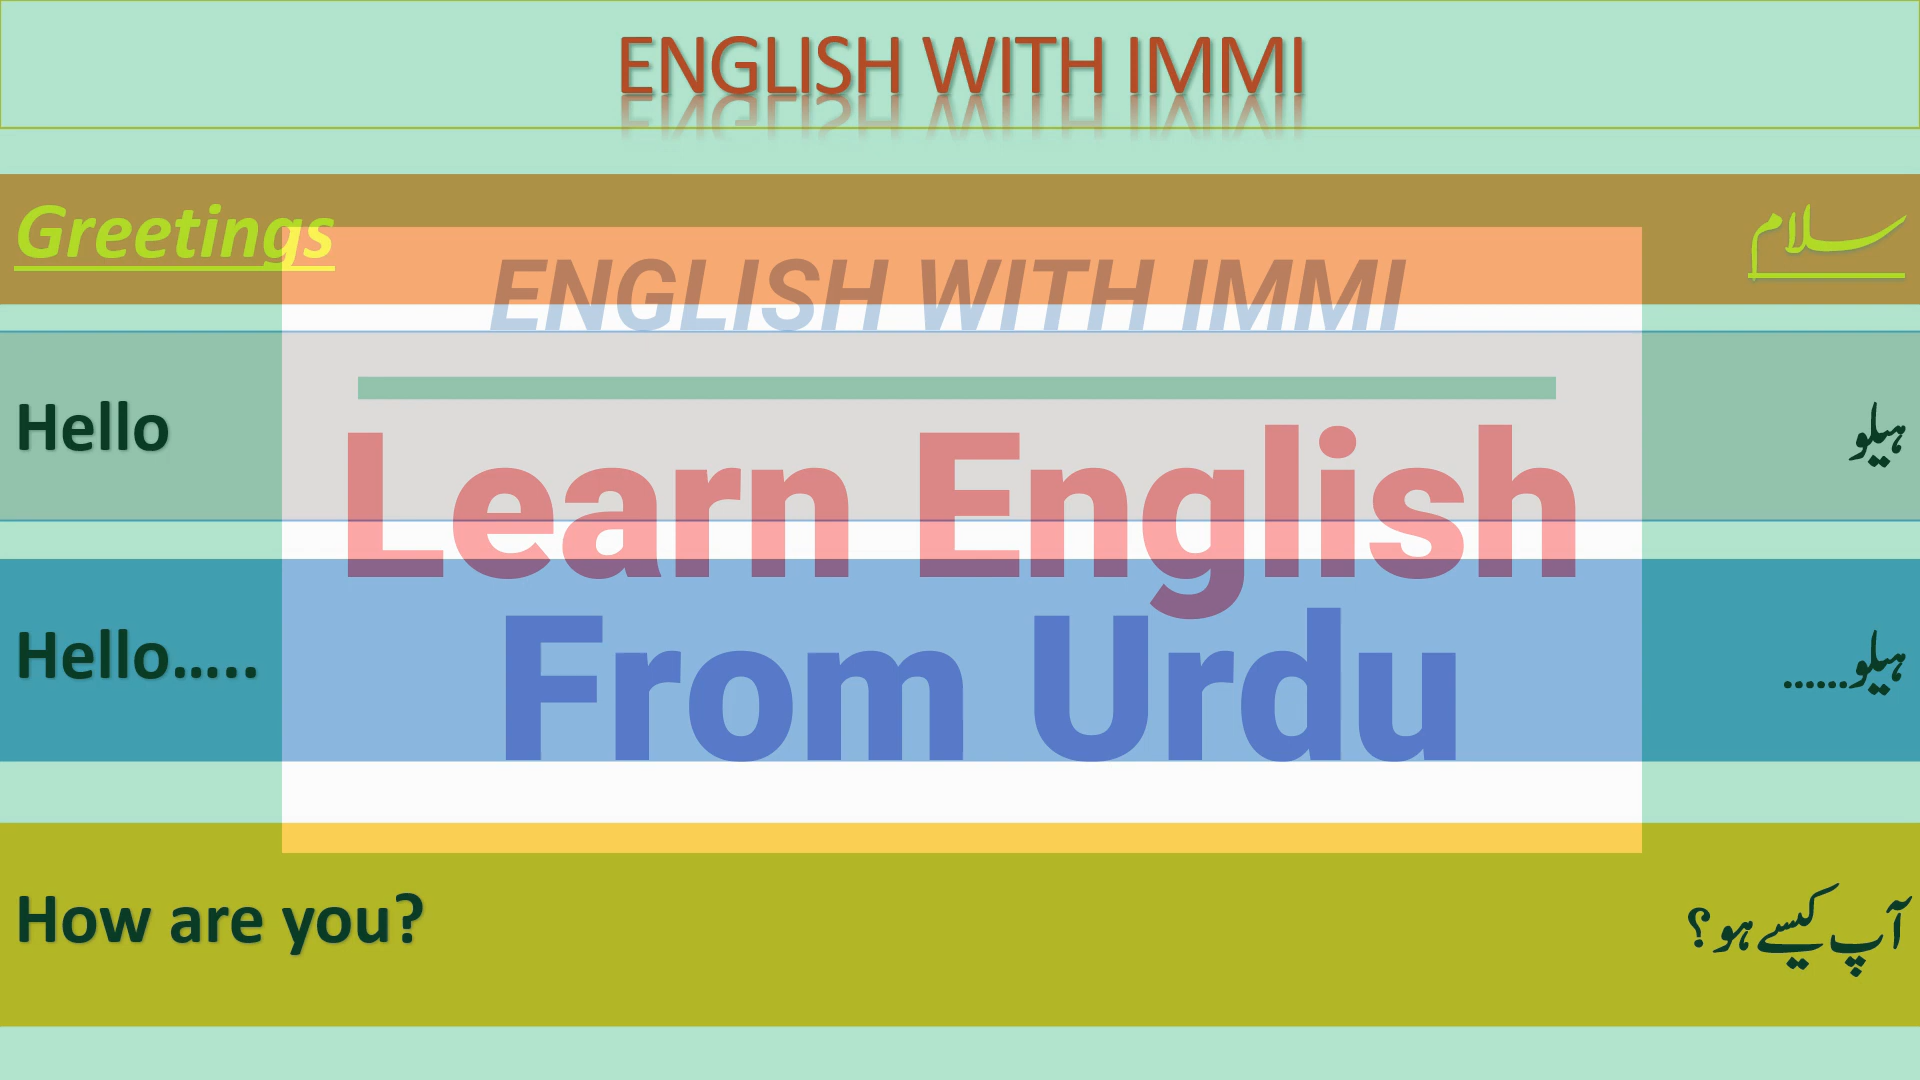 ENGLISH WITH IMMI
Greetings
سلام
ENGLISH WITH IMMI
Hello
ہیلو
Learn English
From Urdu
Hello…..
ہیلو......
How are you?
آپ کیسے ہو ؟